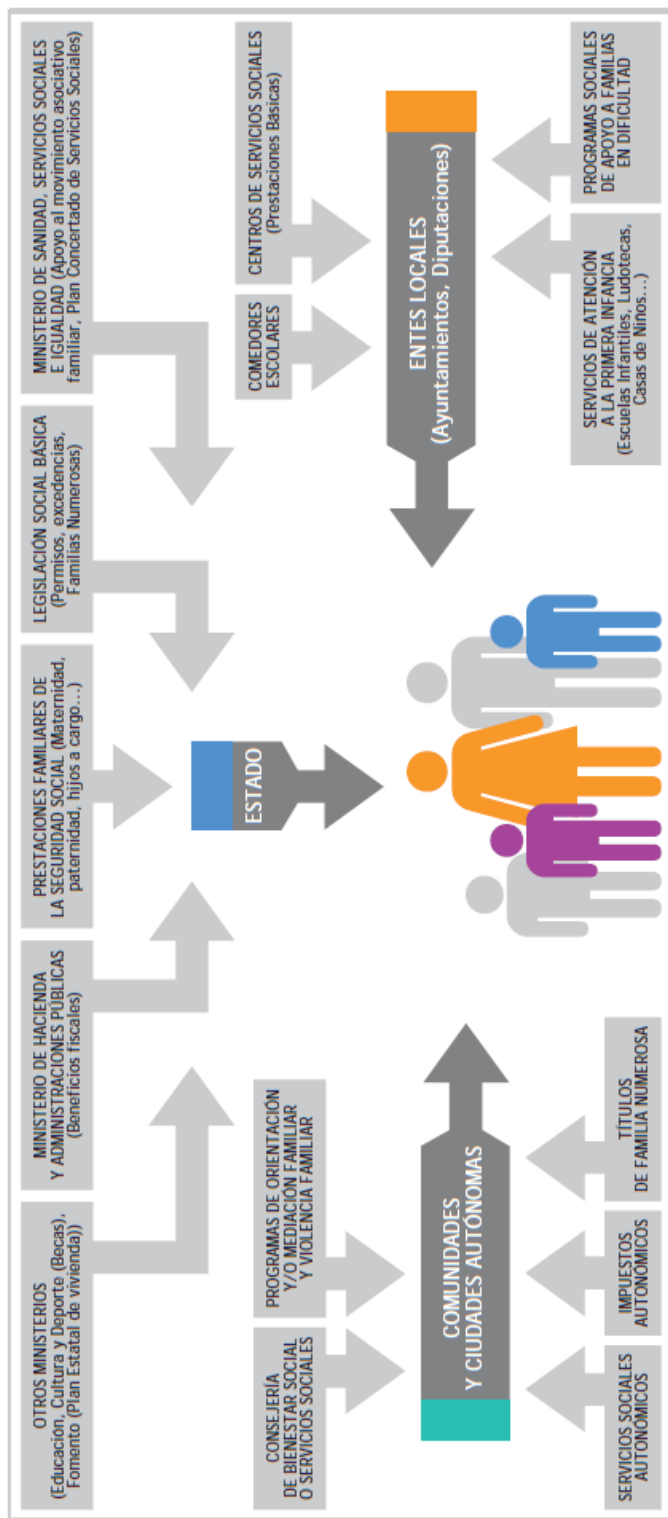 OTROS MINISTERIOS
(Educación, Cultura y Deporte (Becas),
Fomento (Plan Estatal de vivienda))
MINISTERIO DE HACIENDA
Y ADMINISTRACIONES PÚBLICAS
(Beneficios fiscales)
PRESTACIONES FAMILIARES DE
LA SEGURIDAD SOCIAL (Maternidad,
paternidad, hijos a cargo...)
LEGISLACIÓN SOCIAL BÁSICA
(Permisos, excedencias,
Familias Numerosas)
MINISTERIO DE SANIDAD, SERVICIOS SOCIALES
E IGUALDAD (Apoyo al movimiento asociativo
familiar, Plan Concertado de Servicios Sociales)
ESTADO
CONSEJERÍA
DE BIENESTAR SOCIAL
O SERVICIOS SOCIALES
PROGRAMAS DE ORIENTACIÓN
Y/O MEDIACIÓN FAMILIAR
Y VIOLENCIA FAMILIAR
COMUNIDADES
Y CIUDADES AUTÓNOMAS
SERVICIOS SOCIALES
AUTONÓMICOS
IMPUESTOS
AUTONÓMICOS
TÍTULOS
DE FAMILIA NUMEROSA
COMEDORES
ESCOLARES
CENTROS DE SERVICIOS SOCIALES
(Prestaciones Básicas)
ENTES LOCALES
(Ayuntamientos, Diputaciones)
SERVICIOS DE ATENCIÓN
A LA PRIMERA INFANCIA
(Escuelas Infantiles, Ludotecas,
Casas de Niños...)
PROGRAMAS SOCIALES
DE APOYO A FAMILIAS
EN DIFICULTAD